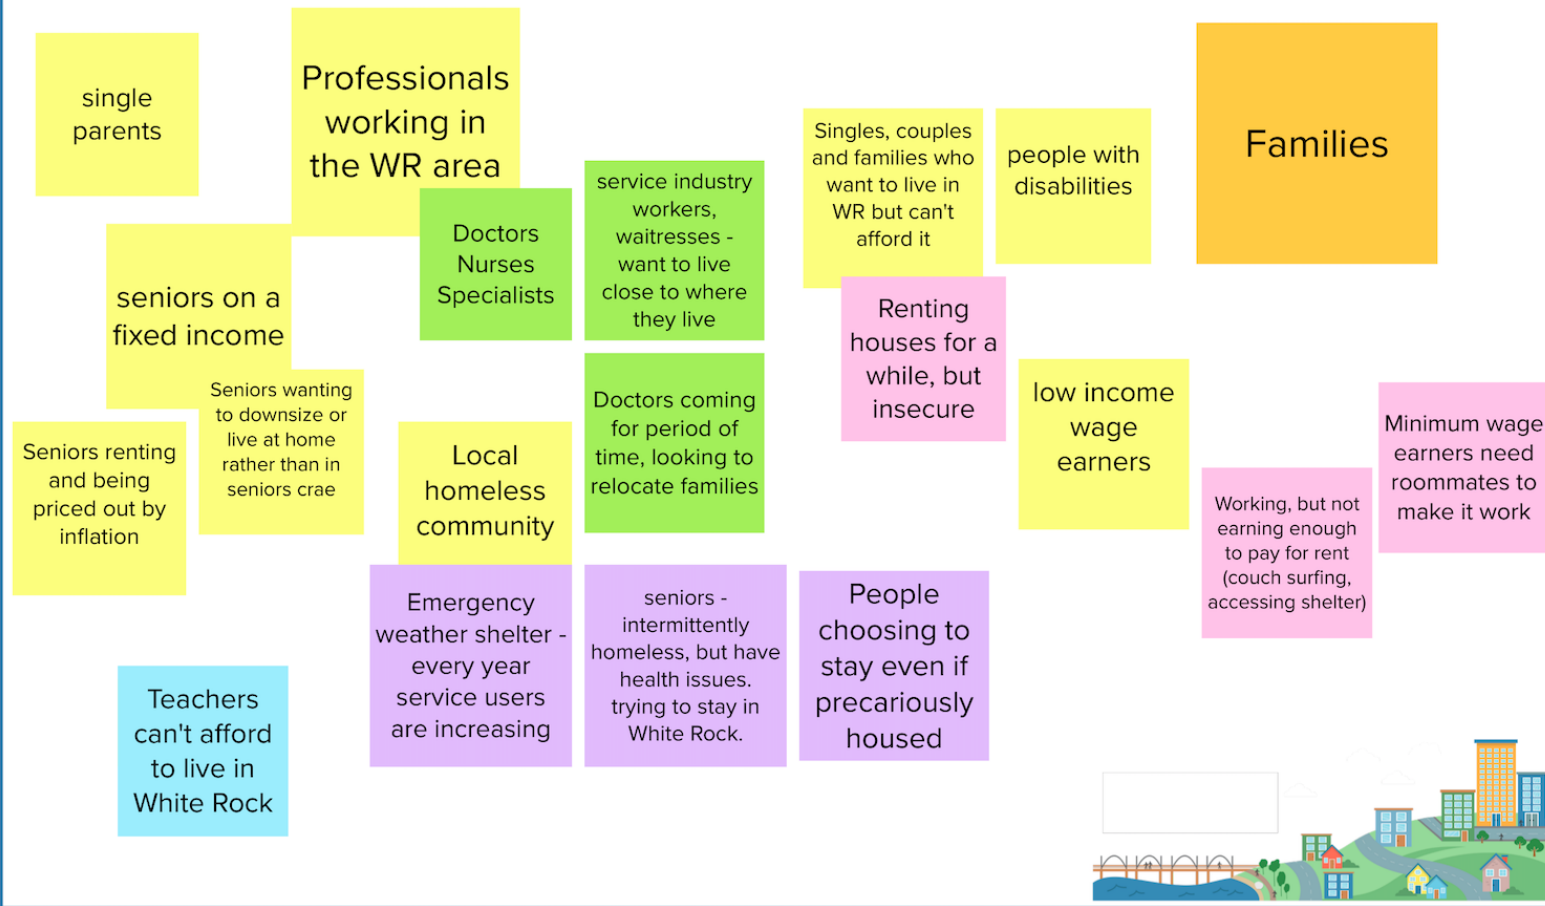 single
parents
Professionals
working in
the WR area
Doctors
Nurses
Specialists
service industry
workers,
waitresses -
want to live
close to where
they live
Singles, couples
and families who
want to live in
WR but can't
afford it
people with
disabilities
Families
seniors on a
fixed income
Seniors wanting
to downsize or
live at home
rather than in
seniors crae
Seniors renting
and being
priced out by
inflation
Local
homeless
community
Doctors coming
for period of
time, looking to
relocate families
Renting
houses for a
while, but
insecure
low income
wage
earners
Minimum wage
earners need
roommates to
make it work
Working, but not
earning enough
to pay for rent
(couch surfing,
accessing shelter)
Emergency
weather shelter -
every year
service users
are increasing
seniors -
intermittently
homeless, but have
health issues.
trying to stay in
White Rock.
People
choosing to
stay even if
precariously
housed
Teachers
can't afford
to live in
White Rock